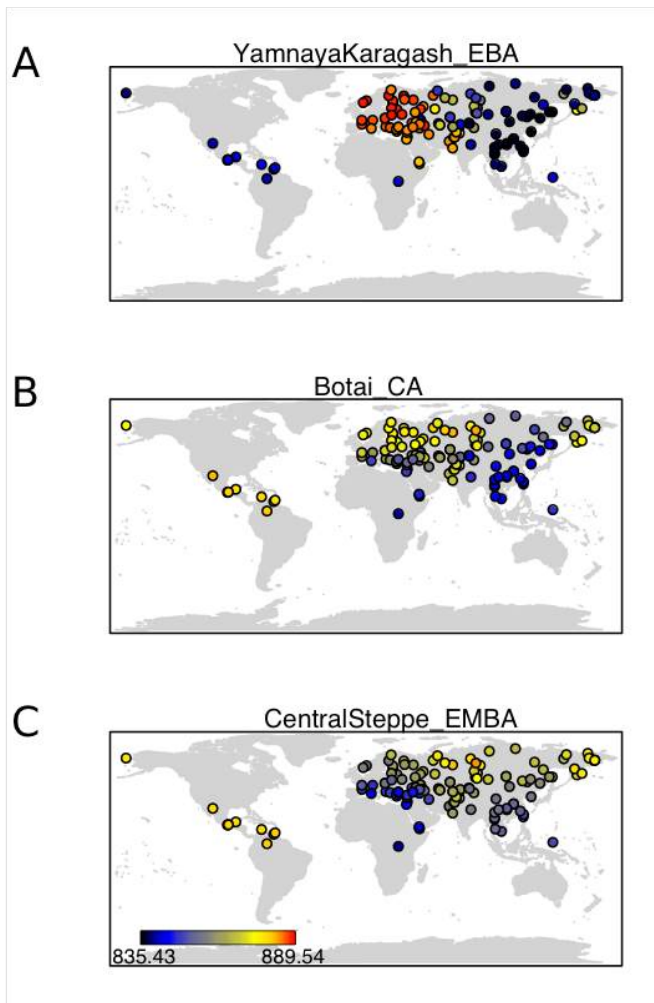 A
YamnayaKaragash_EBA
B
Botai_CA
C
CentralSteppe_EMBA
835.43 889.54